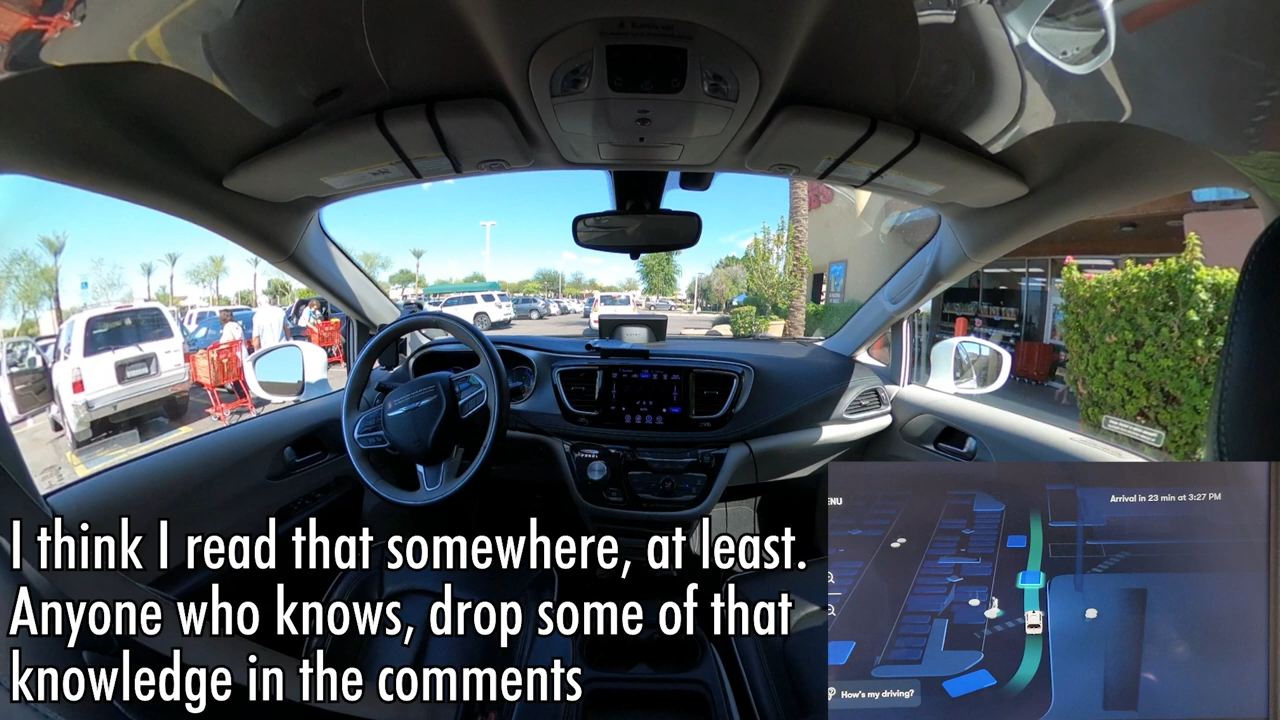 I think I read that somewhere, at least.
Anyone who knows, drop some of that
knowledge in the comments
ENU
Arrival in 23 min at 3:27 PM
How's my driving?